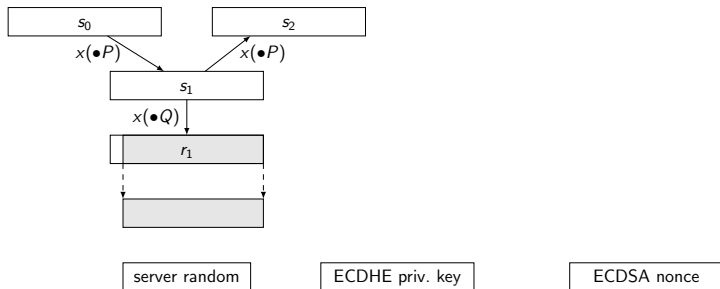 s₀
s₂
x(•P)
x(•P)
s₁
x(•Q)
r₁
server random
ECDHE priv. key
ECDSA nonce